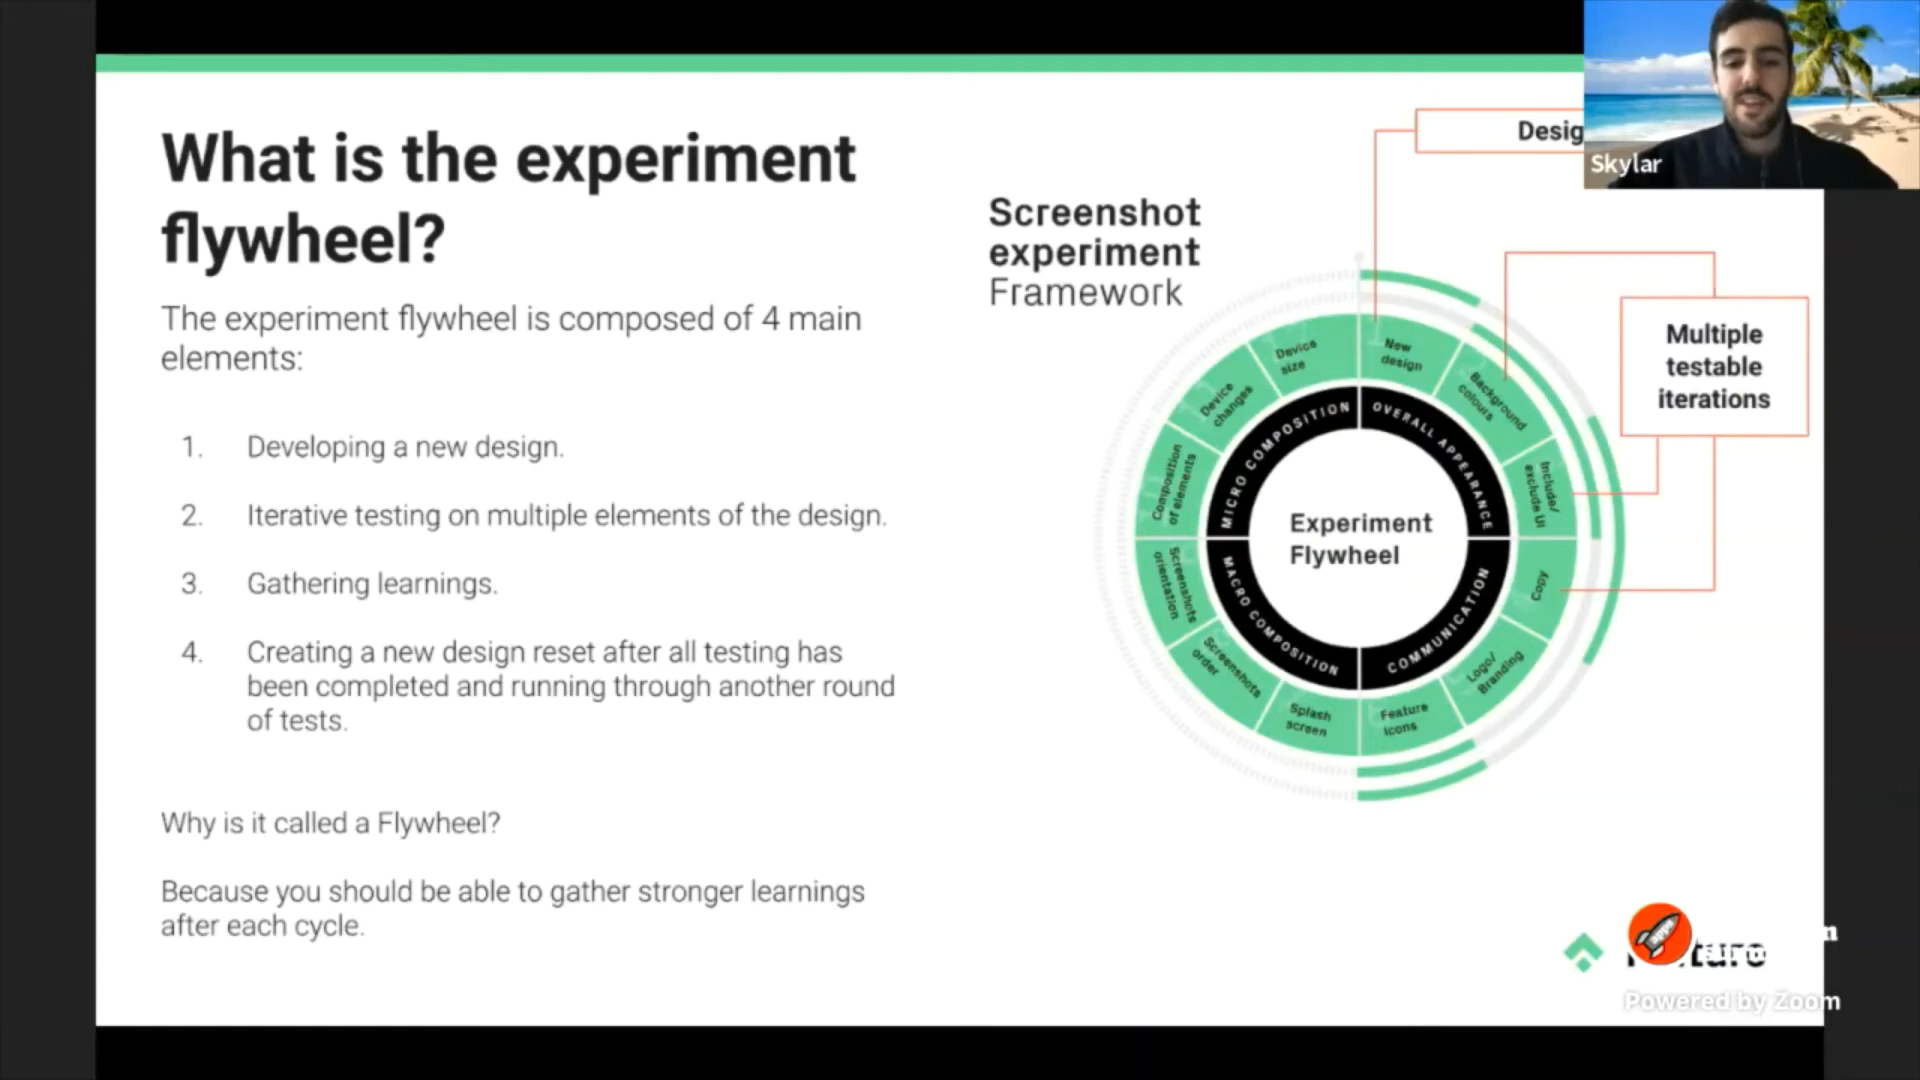 What is the experiment
flywheel?
The experiment flywheel is composed of 4 main
elements:
1. Developing a new design.
2. Iterative testing on multiple elements of the design.
3. Gathering learnings.
4. Creating a new design reset after all testing has
been completed and running through another round
of tests.
Why is it called a Flywheel?
Because you should be able to gather stronger learnings
after each cycle.
Screenshot
experiment
Framework
Desig
Skylar
Multiple
testable
iterations
New
design
Background
colours
Include/
exclude UI
Copy
Logo/
Branding
Feature
icons
Splash
screen
Screenshots
order
Screenshots
orientation
Composition
of elements
Device
changes
Device
size
OVERALL APPEARANCE
COMMUNICATION
MACRO COMPOSITION
MICRO COMPOSITION
Experiment
Flywheel
Powered by Zoom